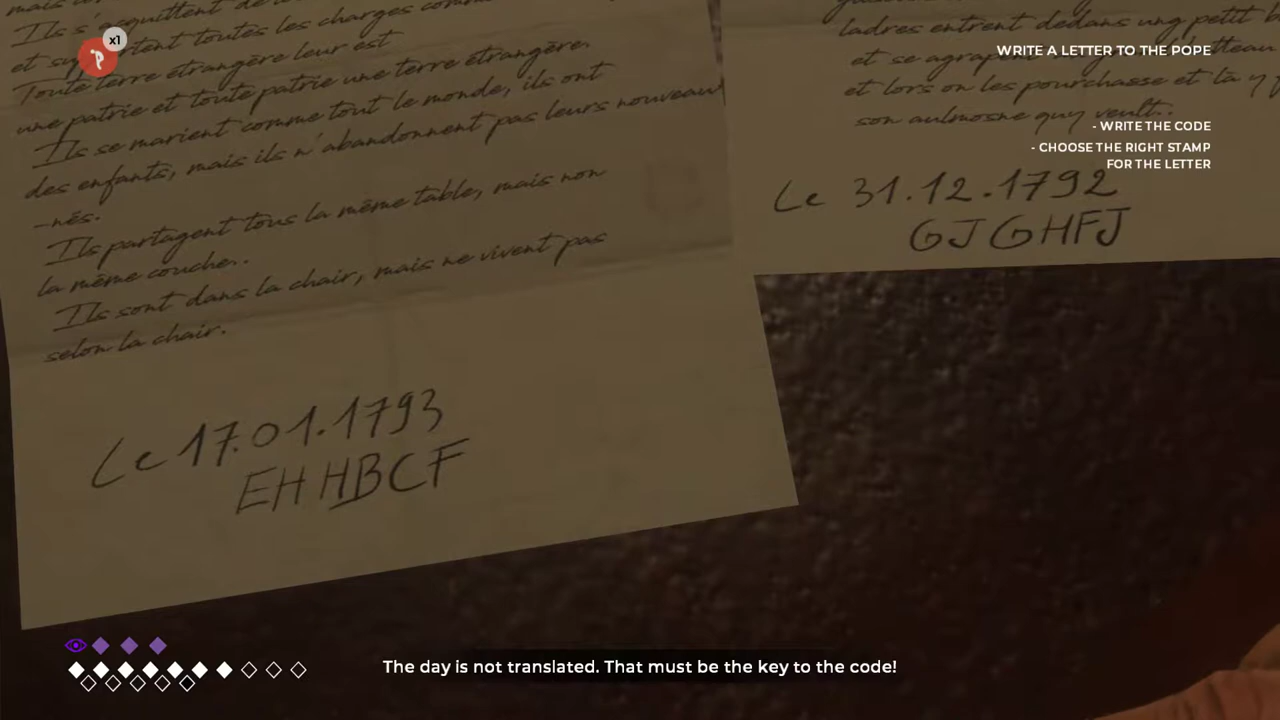 x1
WRITE A LETTER TO THE POPE
- WRITE THE CODE
- CHOOSE THE RIGHT STAMP
FOR THE LETTER
Ils s'acquittent de
et supportent toutes les charges
Toute terre étrangère leur est
une patrie et toute patrie une terre étrangère.
Ils se marient comme tout le monde, ils ont
des enfants, mais ils n'abandonnent pas leurs nouveau
-nés.
Ils partagent tous la même table, mais non
la même couche..
Ils sont dans la chair, mais ne vivent pas
selon la chair.
Le 17.01.1793
EHHBCF
ladres entrent dedans ung petit
et se agrapent
et lors on les pourchasse et là y
son aulmosne quy veult..
Le 31.12.1792
GJGHFJ
The day is not translated. That must be the key to the code!